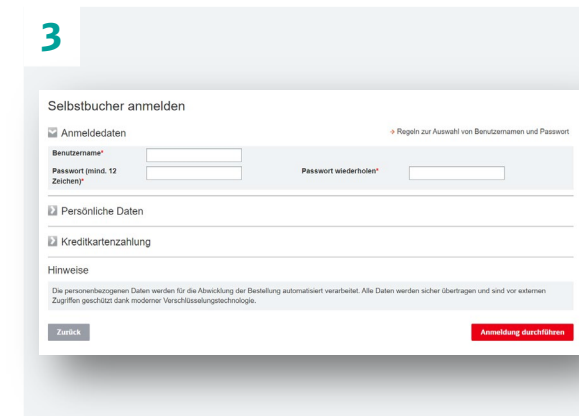 3
Selbstbucher anmelden
Anmeldedaten
Regeln zur Auswahl von Benutzernamen und Passwort
Benutzername*
Passwort (mind. 12
Zeichen)*
Passwort wiederholen*
Persönliche Daten
Kreditkartenzahlung
Hinweise
Die personenbezogenen Daten werden für die Abwicklung der Bestellung automatisiert verarbeitet. Alle Daten werden sicher übertragen und sind vor externen
Zugriffen geschützt dank moderner Verschlüsselungstechnologie.
Zurück
Anmeldung durchführen